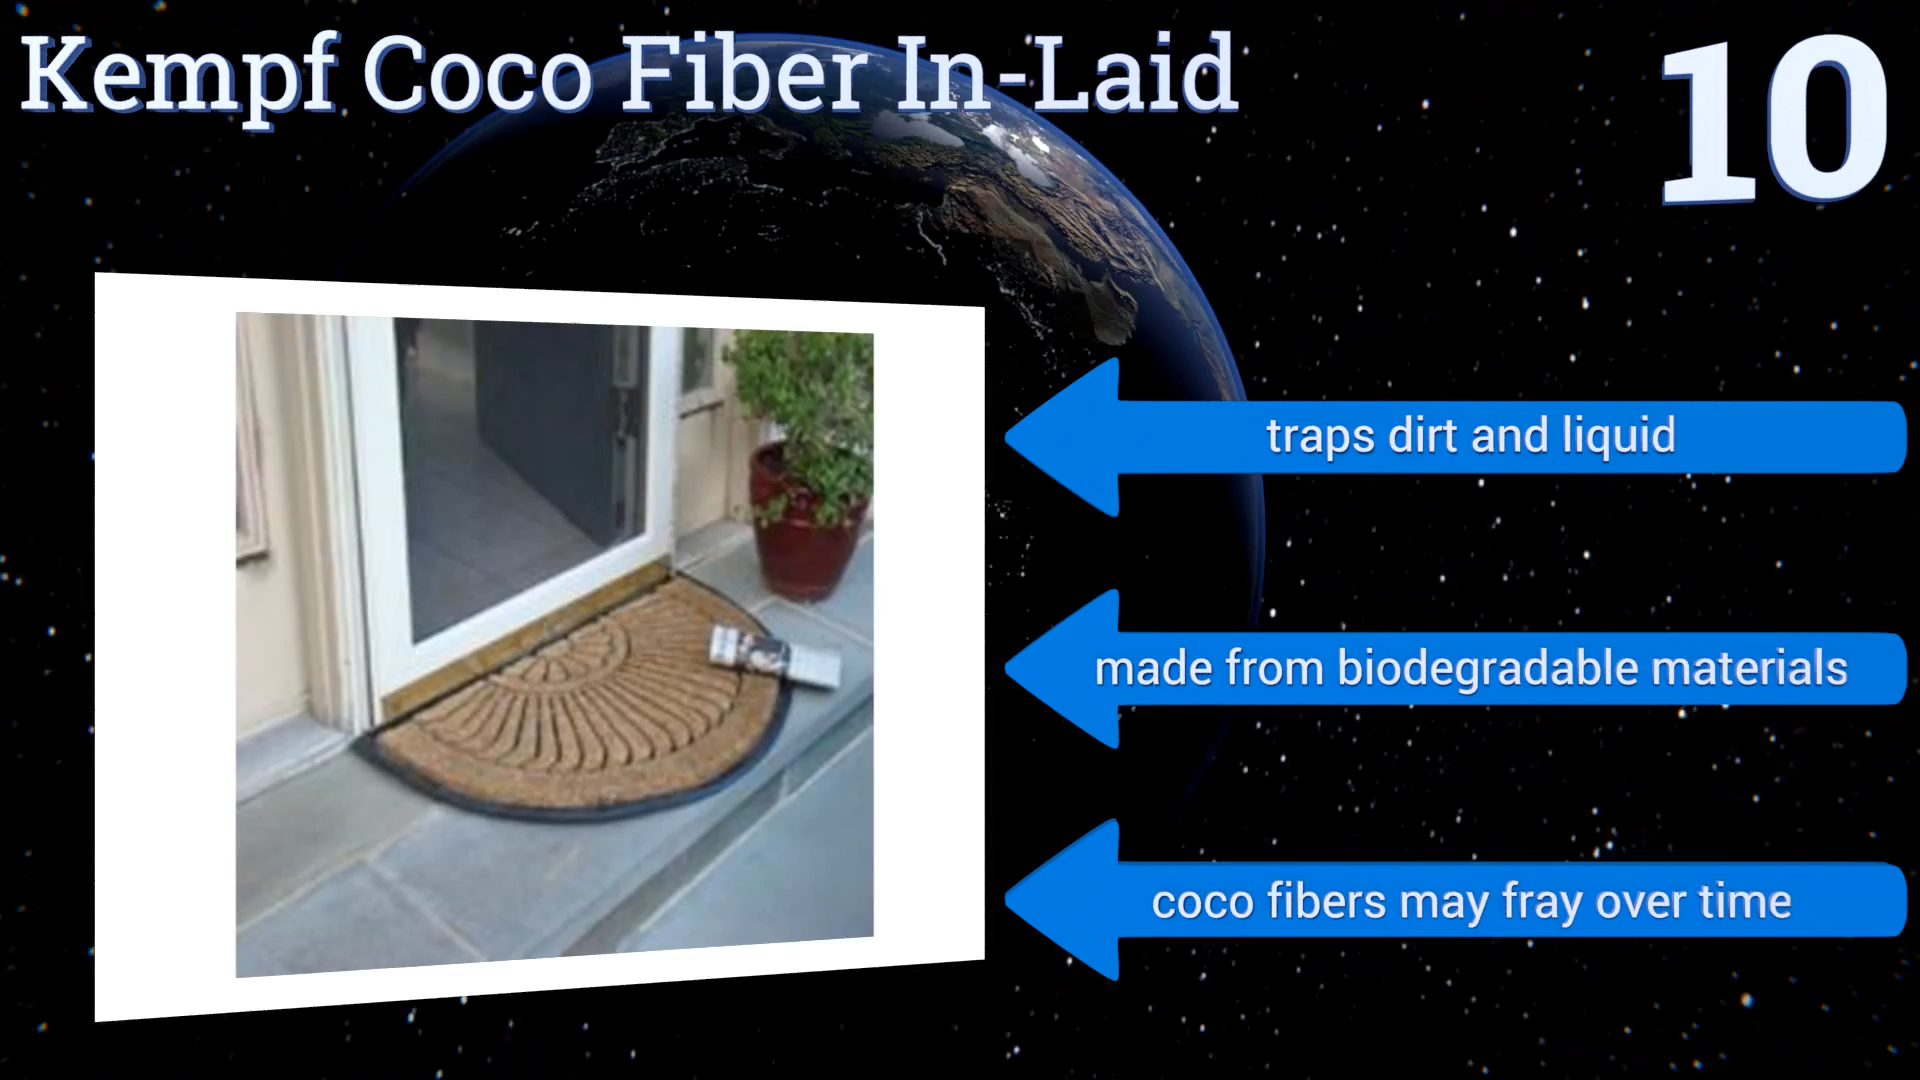 Kempf Coco Fiber In-Laid
10
traps dirt and liquid
made from biodegradable materials
coco fibers may fray over time